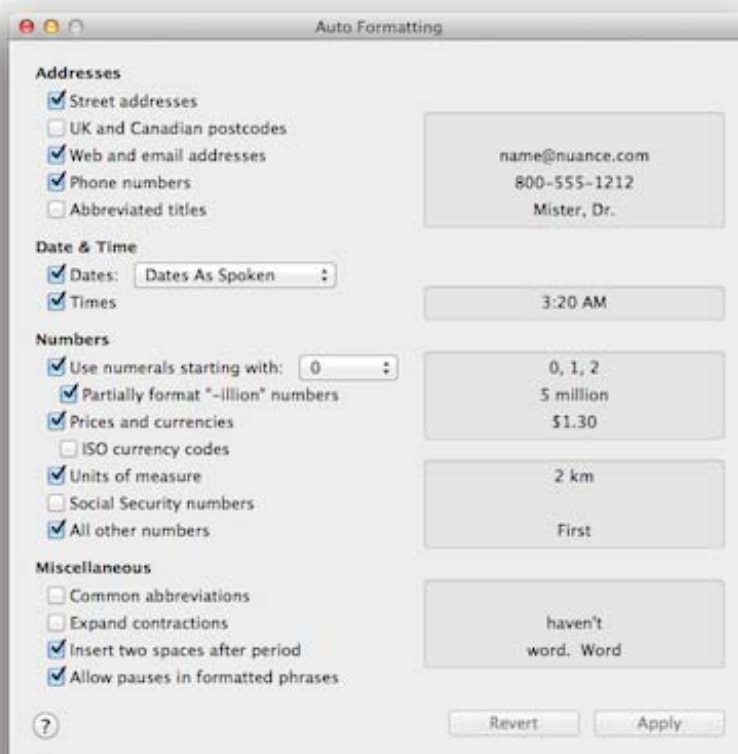 Auto Formatting
Addresses
Street addresses
UK and Canadian postcodes
Web and email addresses name@nuance.com
Phone numbers 800-555-1212
Abbreviated titles Mister, Dr.
Date & Time
Dates: Dates As Spoken
Times 3:20 AM
Numbers
Use numerals starting with: 0 0, 1, 2
Partially format "-illion" numbers 5 million
Prices and currencies $1.30
ISO currency codes
Units of measure 2 km
Social Security numbers
All other numbers First
Miscellaneous
Common abbreviations
Expand contractions haven't
Insert two spaces after period word.  Word
Allow pauses in formatted phrases
? Revert Apply